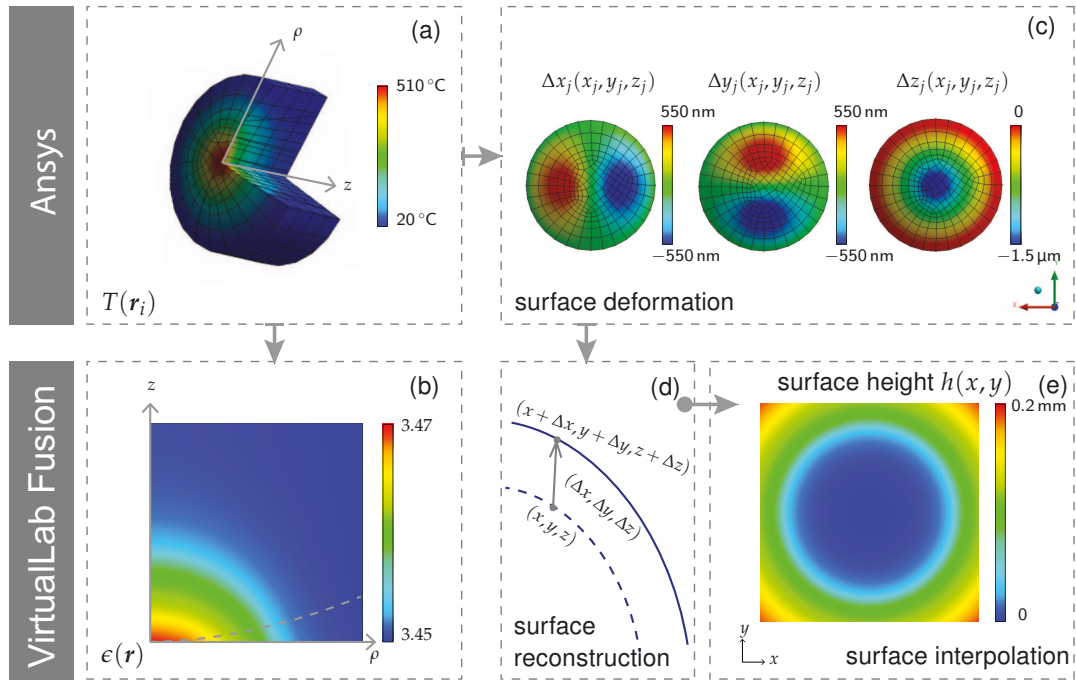 Ansys
(a)
ρ
510 °C
z
20 °C
T(r_i)
(c)
Δx_j(x_j, y_j, z_j)
Δy_j(x_j, y_j, z_j)
Δz_j(x_j, y_j, z_j)
550 nm
550 nm
0
−550 nm
−550 nm
−1.5 µm
surface deformation
VirtualLab Fusion
(b)
z
3.47
3.45
ϵ(r)
ρ
(d)
(x + Δx, y + Δy, z + Δz)
(Δx, Δy, Δz)
(x, y, z)
surface
reconstruction
surface height h(x, y)
(e)
0.2 mm
0
y
x
surface interpolation